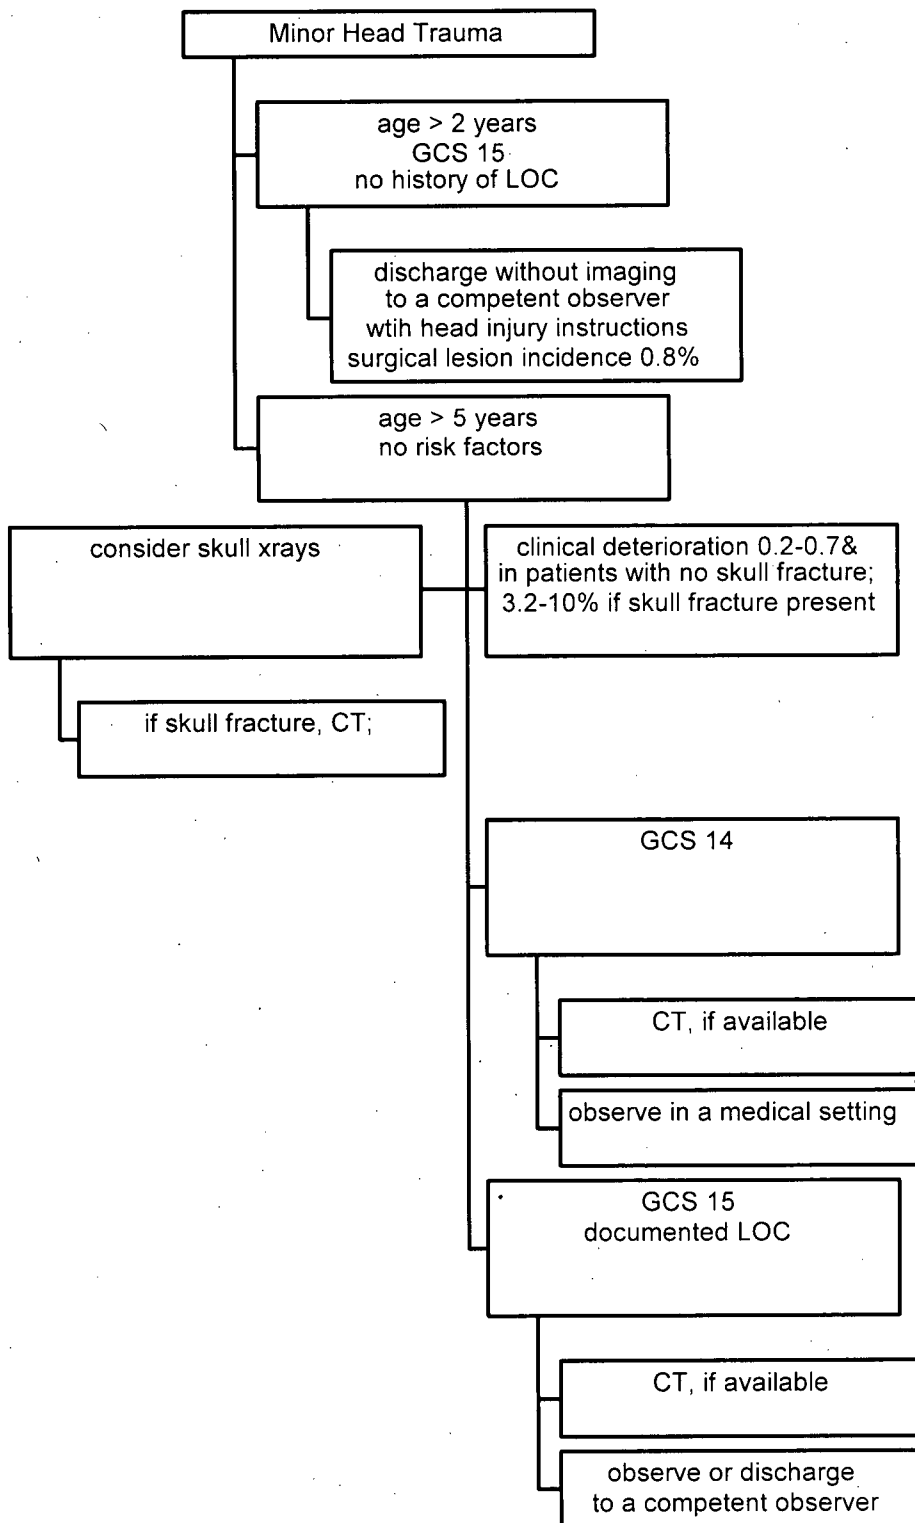 Minor Head Trauma
age > 2 years
GCS 15
no history of LOC
discharge without imaging
to a competent observer
wtih head injury instructions
surgical lesion incidence 0.8%
age > 5 years
no risk factors
consider skull xrays
clinical deterioration 0.2-0.7&
in patients with no skull fracture;
3.2-10% if skull fracture present
if skull fracture, CT;
GCS 14
CT, if available
observe in a medical setting
GCS 15
documented LOC
CT, if available
observe or discharge
to a competent observer